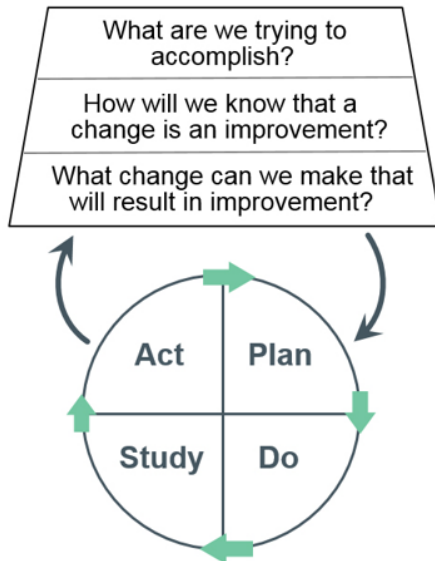 What are we trying to
accomplish?
How will we know that a
change is an improvement?
What change can we make that
will result in improvement?
Act
Plan
Study
Do